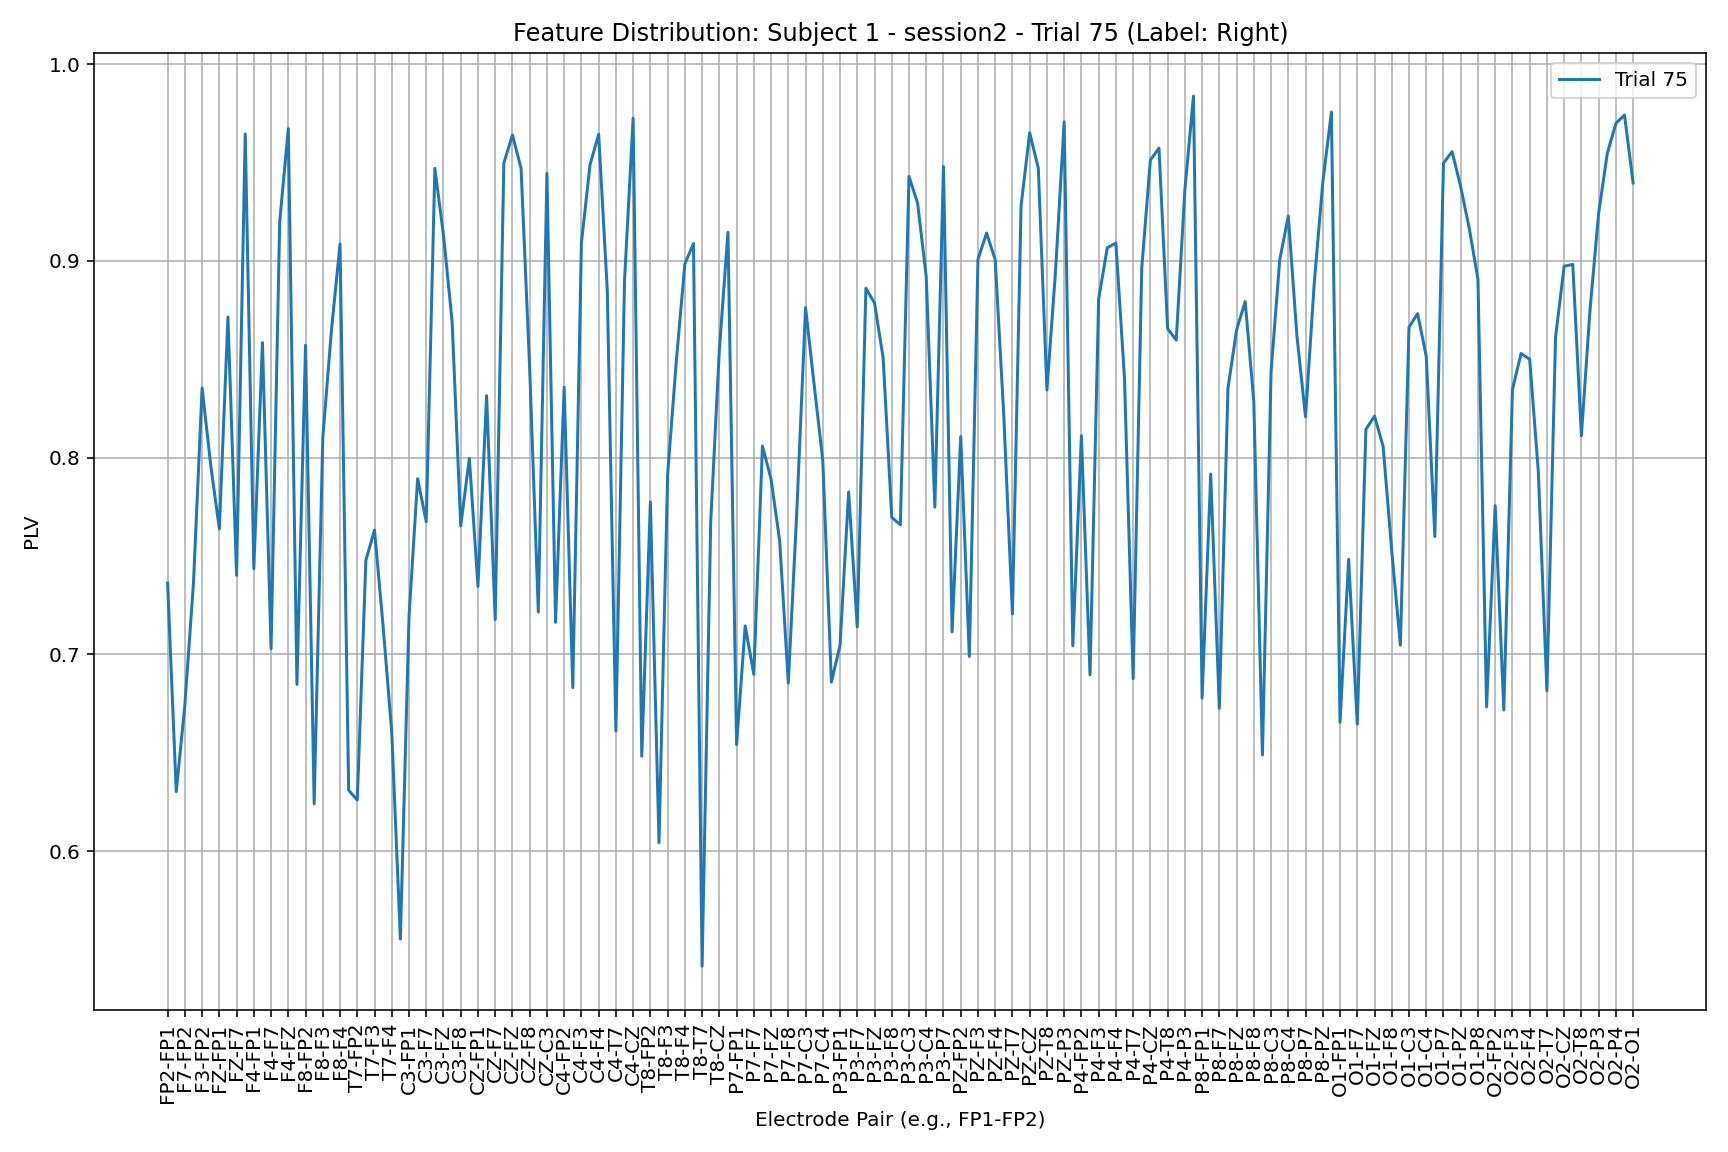 Feature Distribution: Subject 1 - session2 - Trial 75 (Label: Right)
Trial 75
PLV
1.0
0.9
0.8
0.7
0.6
FP2-FP1
F7-FP2
F3-FP2
FZ-FP1
FZ-F7
F4-FP1
F4-F7
F4-FZ
F8-FP2
F8-F3
F8-F4
T7-FP2
T7-F3
T7-F4
C3-FP1
C3-F7
C3-FZ
C3-F8
CZ-FP1
CZ-F7
CZ-FZ
CZ-F8
CZ-C3
C4-FP2
C4-F3
C4-F4
C4-T7
C4-CZ
T8-FP2
T8-F3
T8-F4
T8-T7
T8-CZ
P7-FP1
P7-F7
P7-FZ
P7-F8
P7-C3
P7-C4
P3-FP1
P3-F7
P3-FZ
P3-F8
P3-C3
P3-C4
P3-P7
PZ-FP2
PZ-F3
PZ-F4
PZ-T7
PZ-CZ
PZ-T8
PZ-P3
P4-FP2
P4-F3
P4-F4
P4-T7
P4-CZ
P4-T8
P4-P3
P8-FP1
P8-F7
P8-FZ
P8-F8
P8-C3
P8-C4
P8-P7
P8-PZ
O1-FP1
O1-F7
O1-FZ
O1-F8
O1-C3
O1-C4
O1-P7
O1-PZ
O1-P8
O2-FP2
O2-F3
O2-F4
O2-T7
O2-CZ
O2-T8
O2-P3
O2-P4
O2-O1
Electrode Pair (e.g., FP1-FP2)